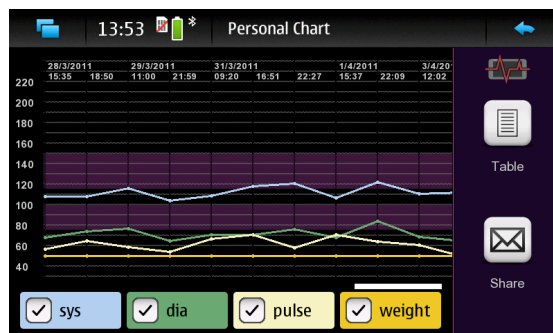 13:53 Personal Chart
28/3/2011 29/3/2011 31/3/2011 1/4/2011 3/4/20
15:35 18:50 11:00 21:59 09:20 16:51 22:27 15:37 22:09 12:02
220
200
180
160
140
120
100
80
60
40
Table
Share
sys dia pulse weight